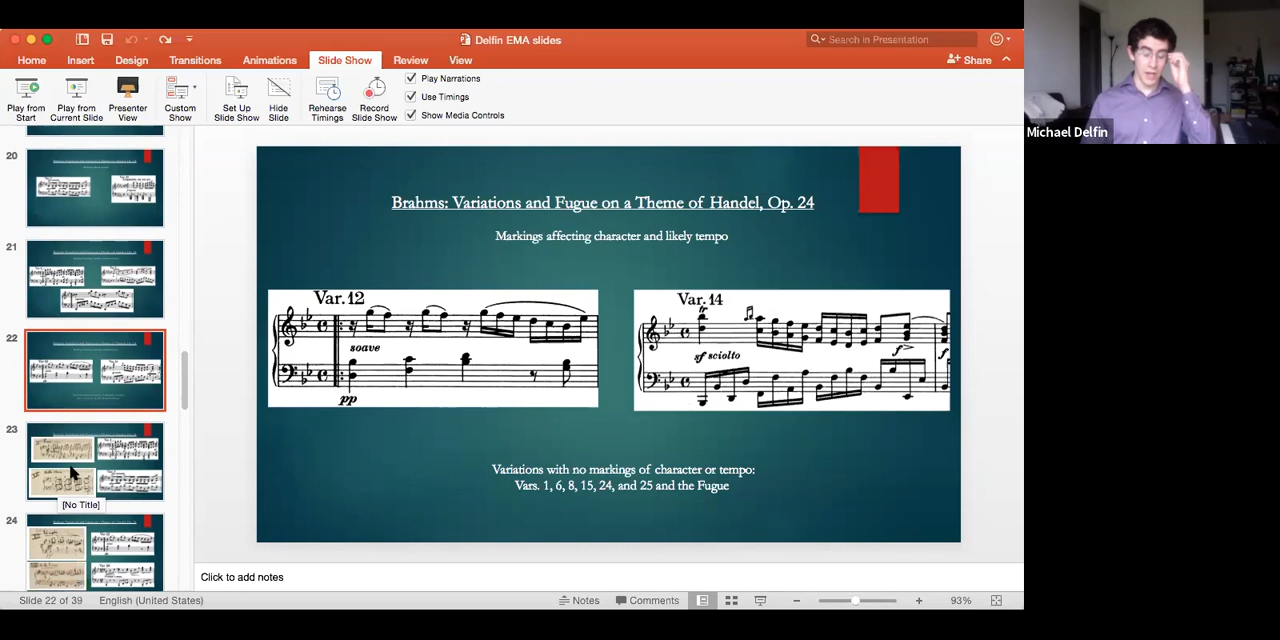 Delfin EMA slides
Search in Presentation
Home Insert Design Transitions Animations Slide Show Review View
Share
Play from Start
Play from Current Slide
Presenter View
Custom Show
Set Up Slide Show
Hide Slide
Rehearse Timings
Record Slide Show
Play Narrations
Use Timings
Show Media Controls
Michael Delfin
20
21
22
23
[No Title]
24
Brahms: Variations and Fugue on a Theme of Handel, Op. 24
Markings affecting character and likely tempo
Var. 12
soave
pp
Var. 14
tr
sf sciolto
f
f
Variations with no markings of character or tempo:
Vars. 1, 6, 8, 15, 24, and 25 and the Fugue
Click to add notes
Slide 22 of 39 English (United States) Notes Comments 93%